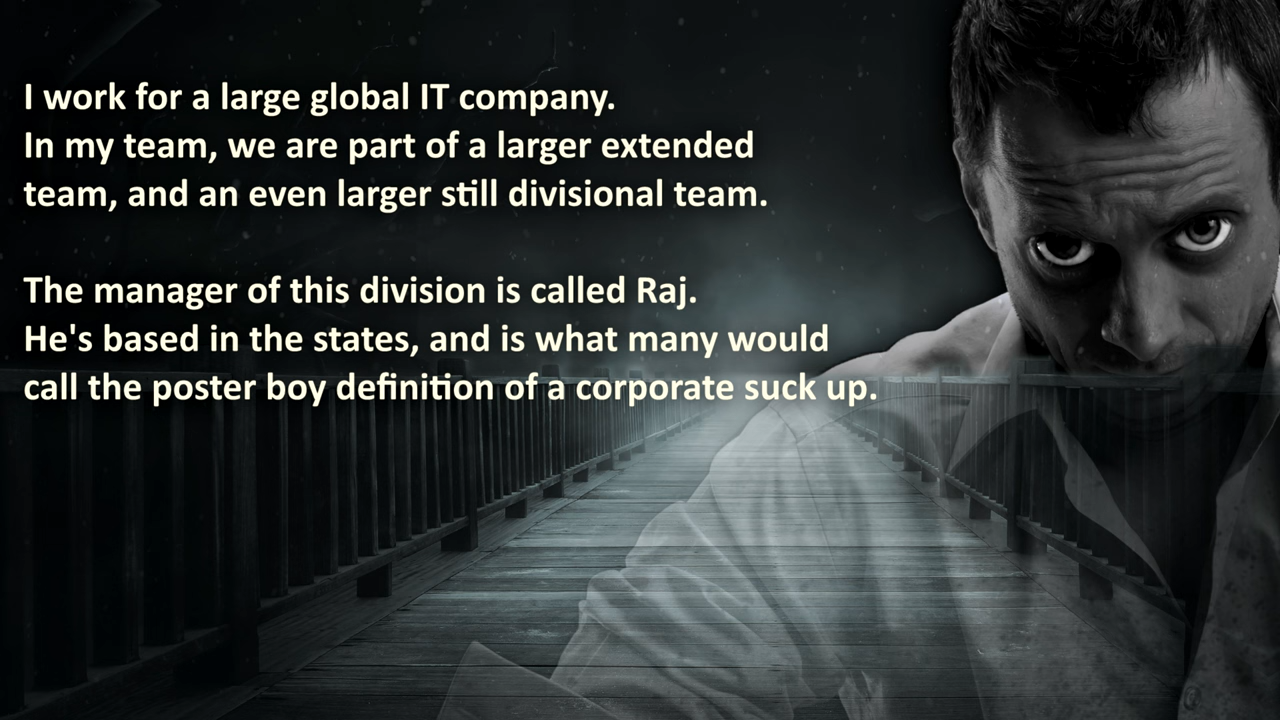 I work for a large global IT company.
In my team, we are part of a larger extended
team, and an even larger still divisional team.
The manager of this division is called Raj.
He's based in the states, and is what many would
call the poster boy definition of a corporate suck up.